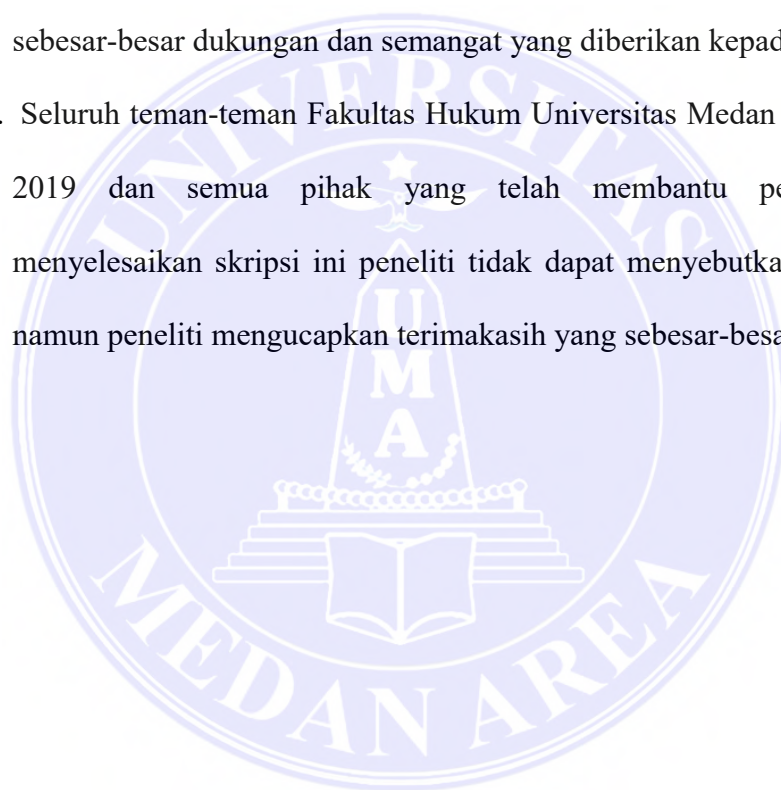 sebesar-besar dukungan dan semangat yang diberikan kepad
. Seluruh teman-teman Fakultas Hukum Universitas Medan
2019 dan semua pihak yang telah membantu pe
menyelesaikan skripsi ini peneliti tidak dapat menyebutka
namun peneliti mengucapkan terimakasih yang sebesar-besa
UNIVERSITAS
U
M
A
MEDAN AREA